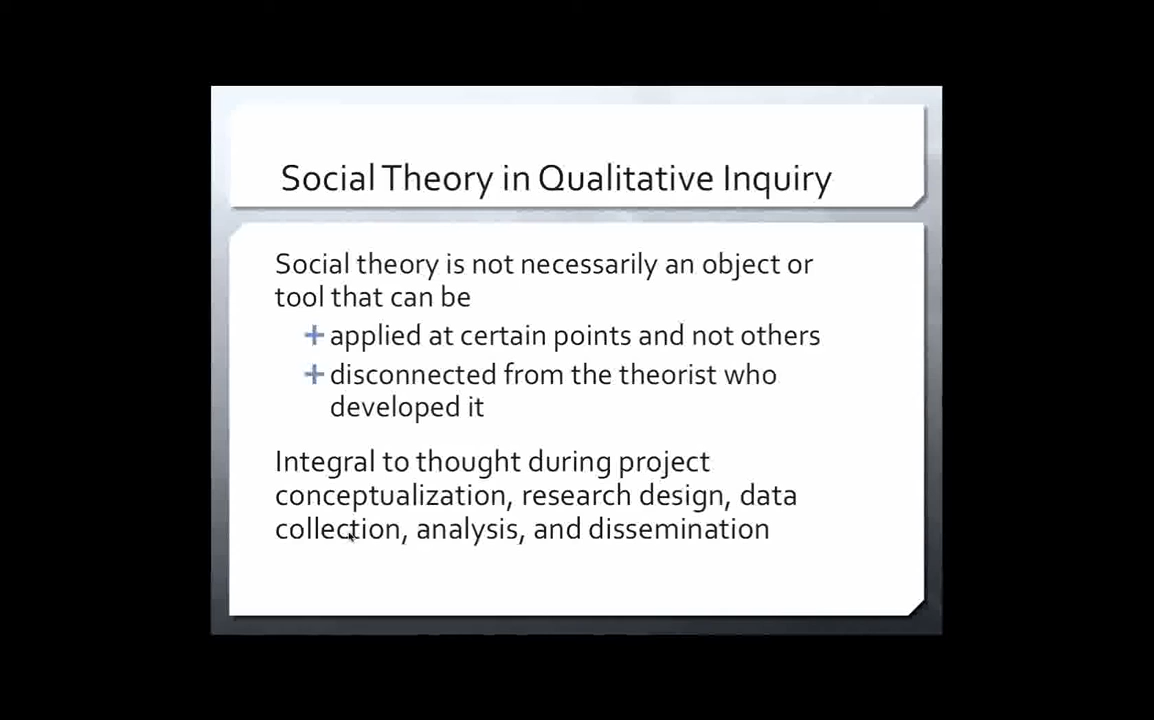 Social Theory in Qualitative Inquiry
Social theory is not necessarily an object or
tool that can be
applied at certain points and not others
disconnected from the theorist who
developed it
Integral to thought during project
conceptualization, research design, data
collection, analysis, and dissemination